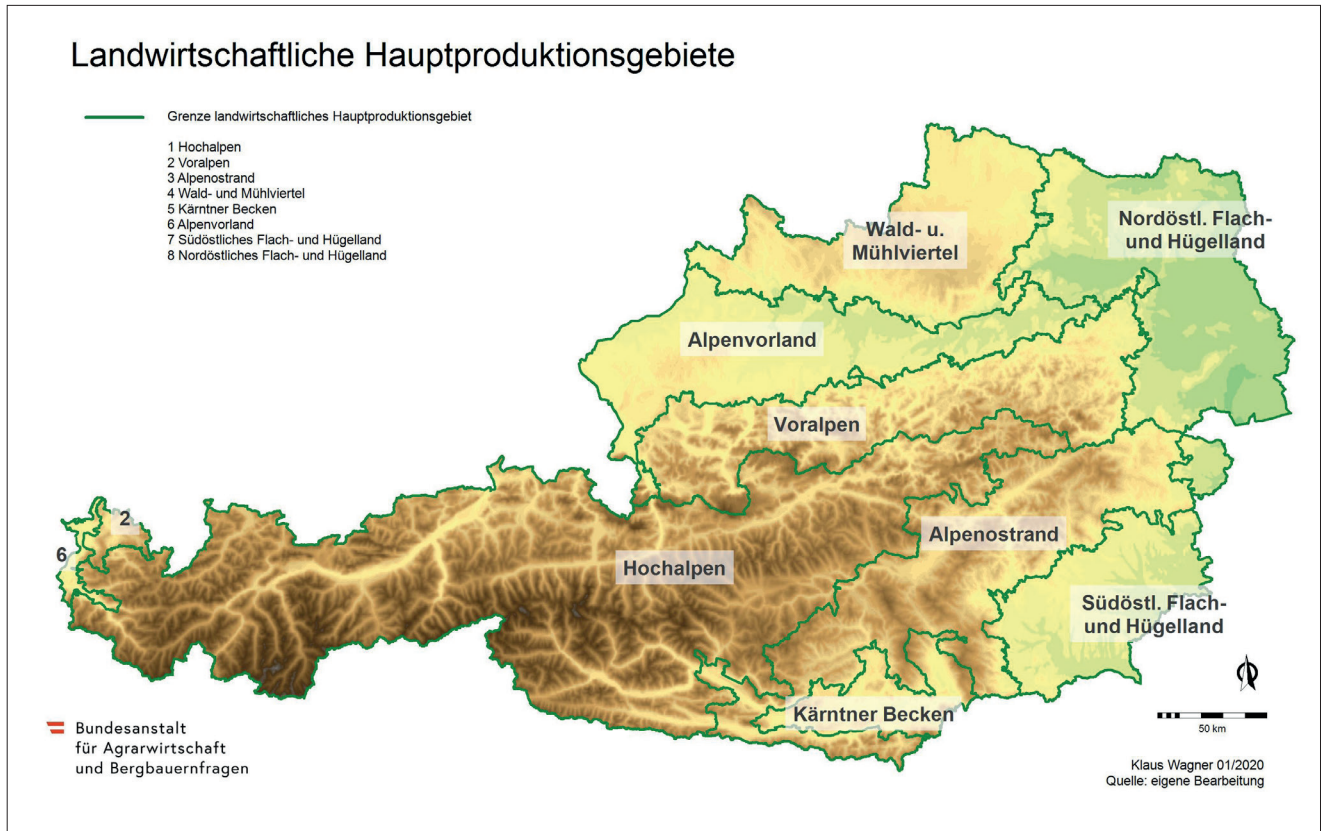 Landwirtschaftliche Hauptproduktionsgebiete
Grenze landwirtschaftliches Hauptproduktionsgebiet
1 Hochalpen
2 Voralpen
3 Alpenostrand
4 Wald- und Mühlviertel
5 Kärntner Becken
6 Alpenvorland
7 Südöstliches Flach- und Hügelland
8 Nordöstliches Flach- und Hügelland
Wald- u.
Mühlviertel
Nordöstl. Flach-
und Hügelland
Alpenvorland
Voralpen
2
6
Alpenostrand
Hochalpen
Südöstl. Flach-
und Hügelland
Kärntner Becken
50 km
Bundesanstalt
für Agrarwirtschaft
und Bergbauernfragen
Klaus Wagner 01/2020
Quelle: eigene Bearbeitung